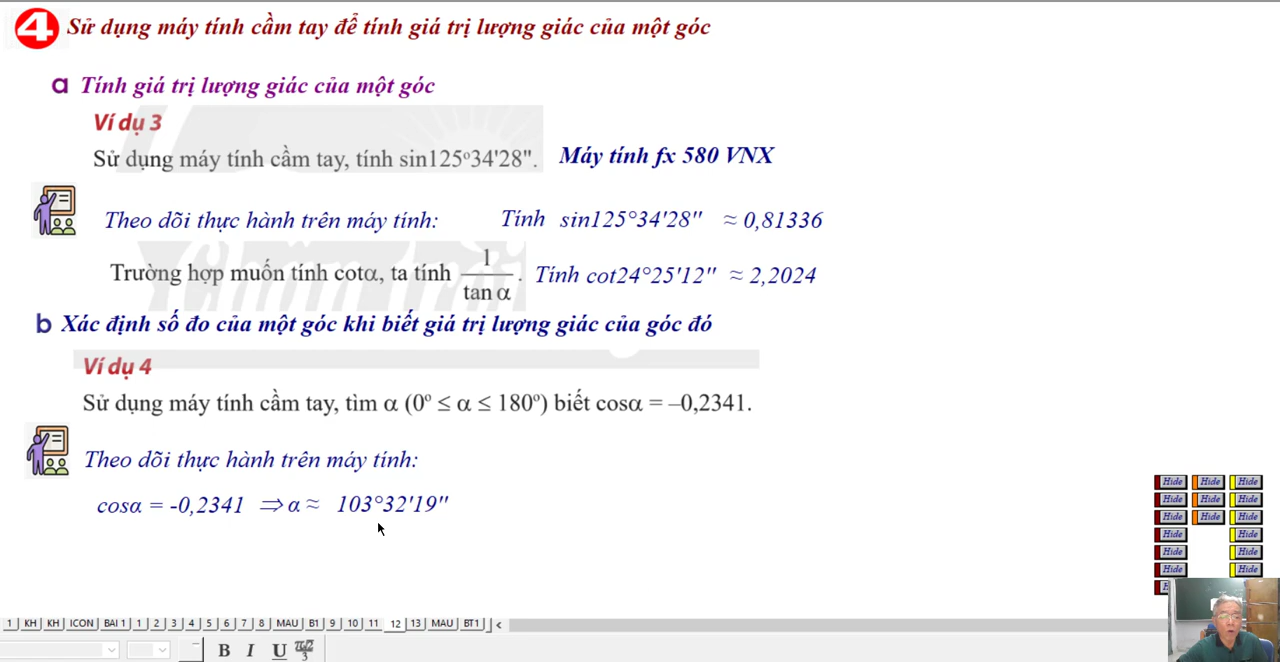 4 Sử dụng máy tính cầm tay để tính giá trị lượng giác của một góc
a Tính giá trị lượng giác của một góc
Ví dụ 3
Sử dụng máy tính cầm tay, tính sin125º34'28". Máy tính fx 580 VNX
Theo dõi thực hành trên máy tính: Tính sin125°34'28" ≈ 0,81336
Trường hợp muốn tính cotα, ta tính 1/tan α. Tính cot24°25'12" ≈ 2,2024
b Xác định số đo của một góc khi biết giá trị lượng giác của góc đó
Ví dụ 4
Sử dụng máy tính cầm tay, tìm α (0º ≤ α ≤ 180º) biết cosα = –0,2341.
Theo dõi thực hành trên máy tính:
cosα = -0,2341 ⇒ α ≈ 103°32'19"
Hide Hide Hide
Hide Hide Hide
Hide Hide Hide
Hide Hide
Hide Hide
Hide Hide
1 KH KH ICON BAI 1 1 2 3 4 5 6 7 8 MAU B1 9 10 11 12 13 MAU BT1
B I U